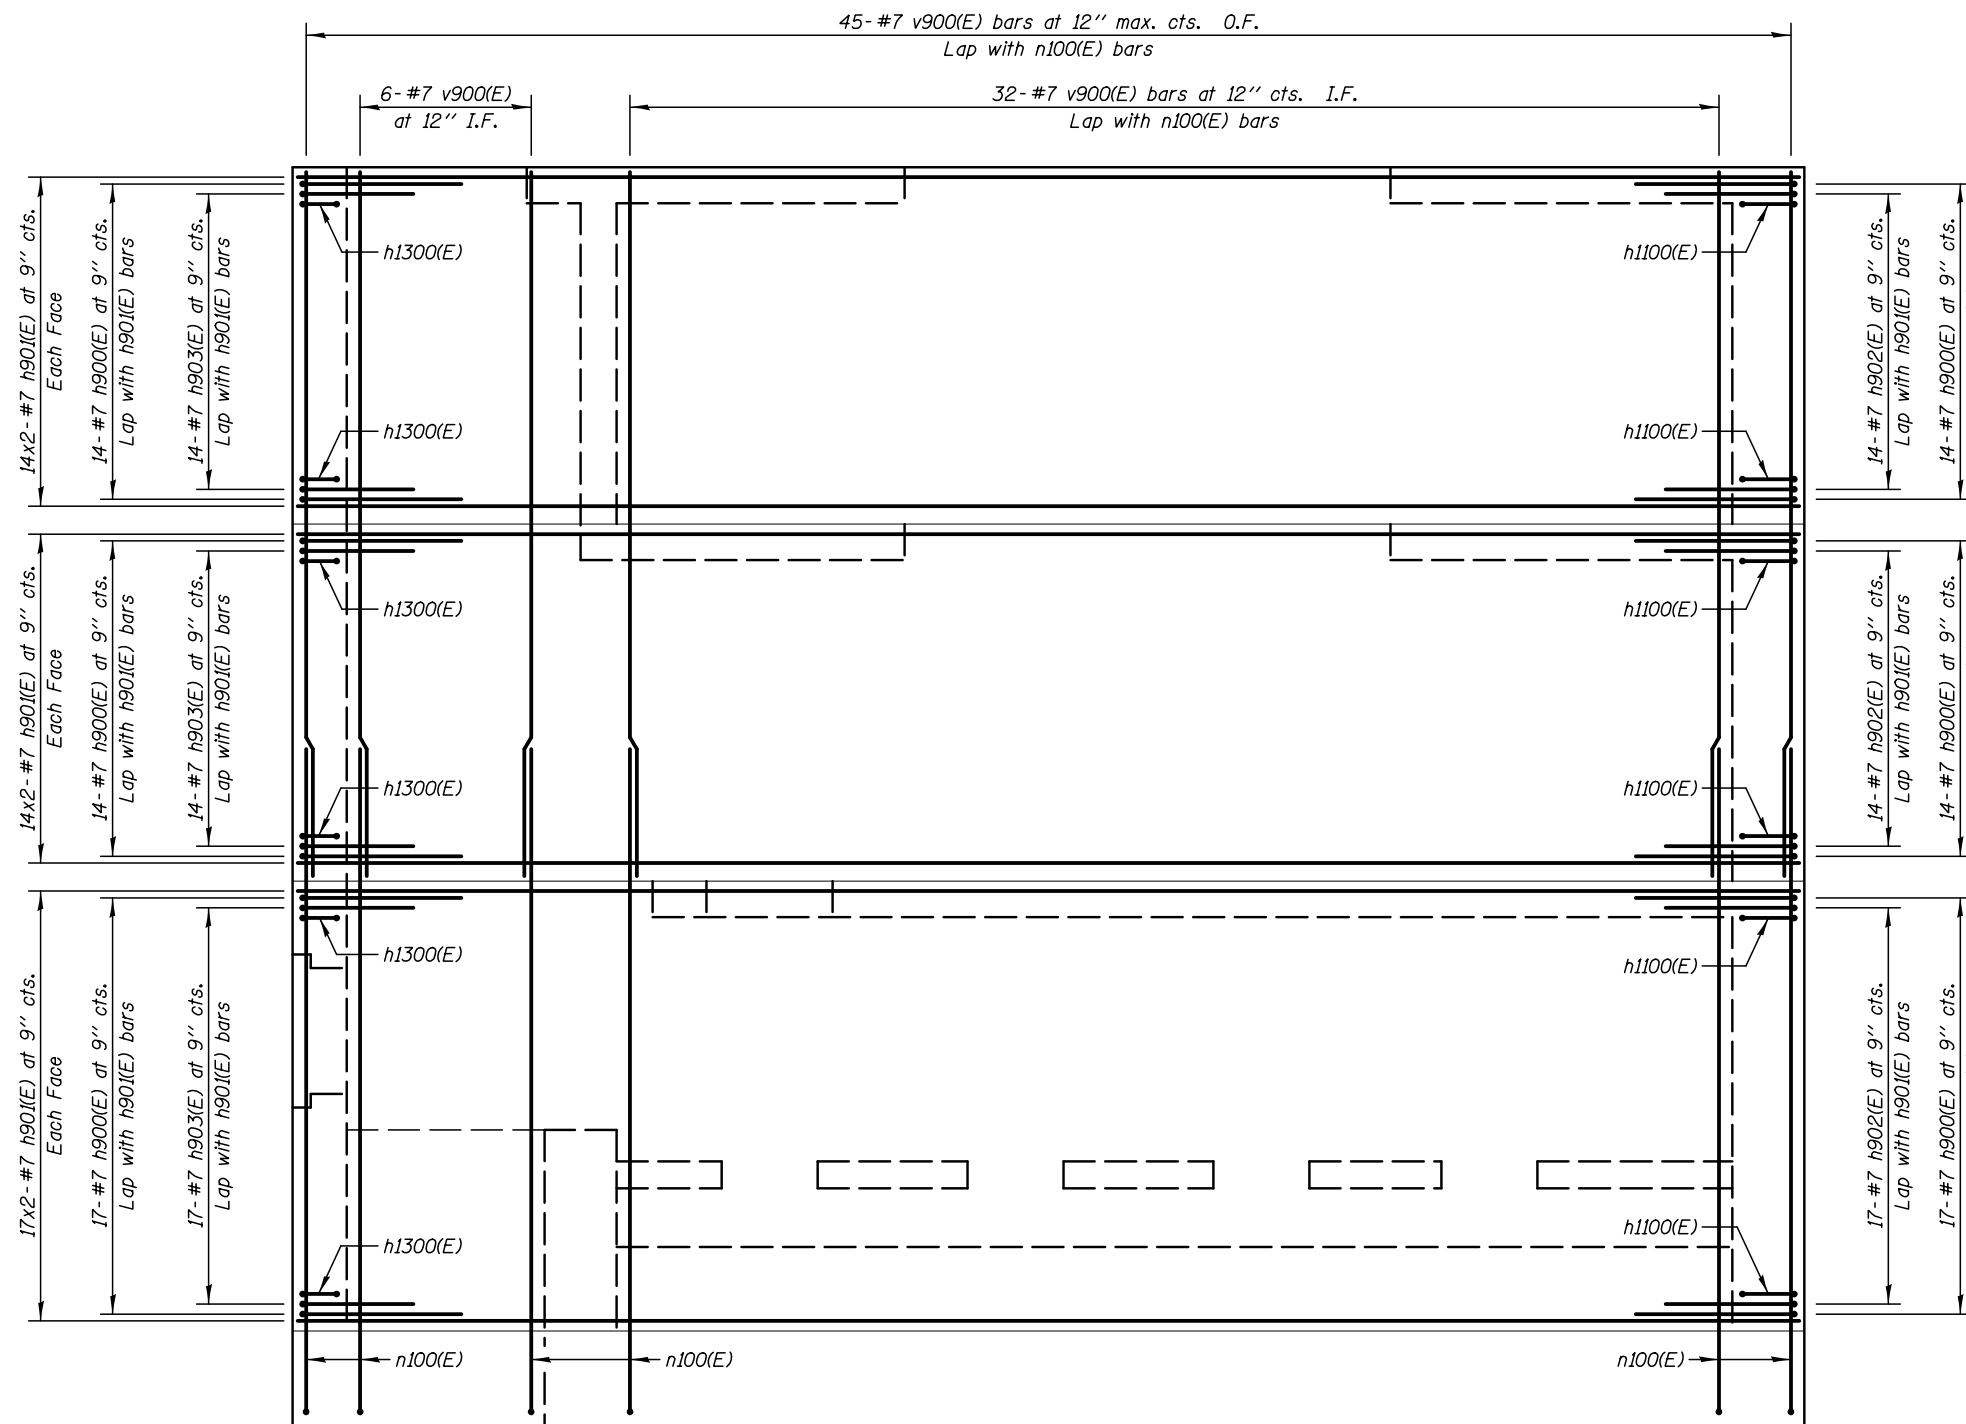 45-#7 v900(E) bars at 12'' max. cts. O.F.
Lap with n100(E) bars
6-#7 v900(E)
at 12'' I.F.
32-#7 v900(E) bars at 12'' cts. I.F.
Lap with n100(E) bars
14x2-#7 h901(E) at 9'' cts.
Each Face
14-#7 h900(E) at 9'' cts.
Lap with h901(E) bars
14-#7 h903(E) at 9'' cts.
Lap with h901(E) bars
h1300(E)
h1300(E)
h1100(E)
h1100(E)
14-#7 h902(E) at 9'' cts.
Lap with h901(E) bars
14-#7 h900(E) at 9'' cts.
14x2-#7 h901(E) at 9'' cts.
Each Face
14-#7 h900(E) at 9'' cts.
Lap with h901(E) bars
14-#7 h903(E) at 9'' cts.
Lap with h901(E) bars
h1300(E)
h1300(E)
h1100(E)
h1100(E)
14-#7 h902(E) at 9'' cts.
Lap with h901(E) bars
14-#7 h900(E) at 9'' cts.
17x2-#7 h901(E) at 9'' cts.
Each Face
17-#7 h900(E) at 9'' cts.
Lap with h901(E) bars
17-#7 h903(E) at 9'' cts.
Lap with h901(E) bars
h1300(E)
h1300(E)
h1100(E)
h1100(E)
17-#7 h902(E) at 9'' cts.
Lap with h901(E) bars
17-#7 h900(E) at 9'' cts.
n100(E)
n100(E)
n100(E)